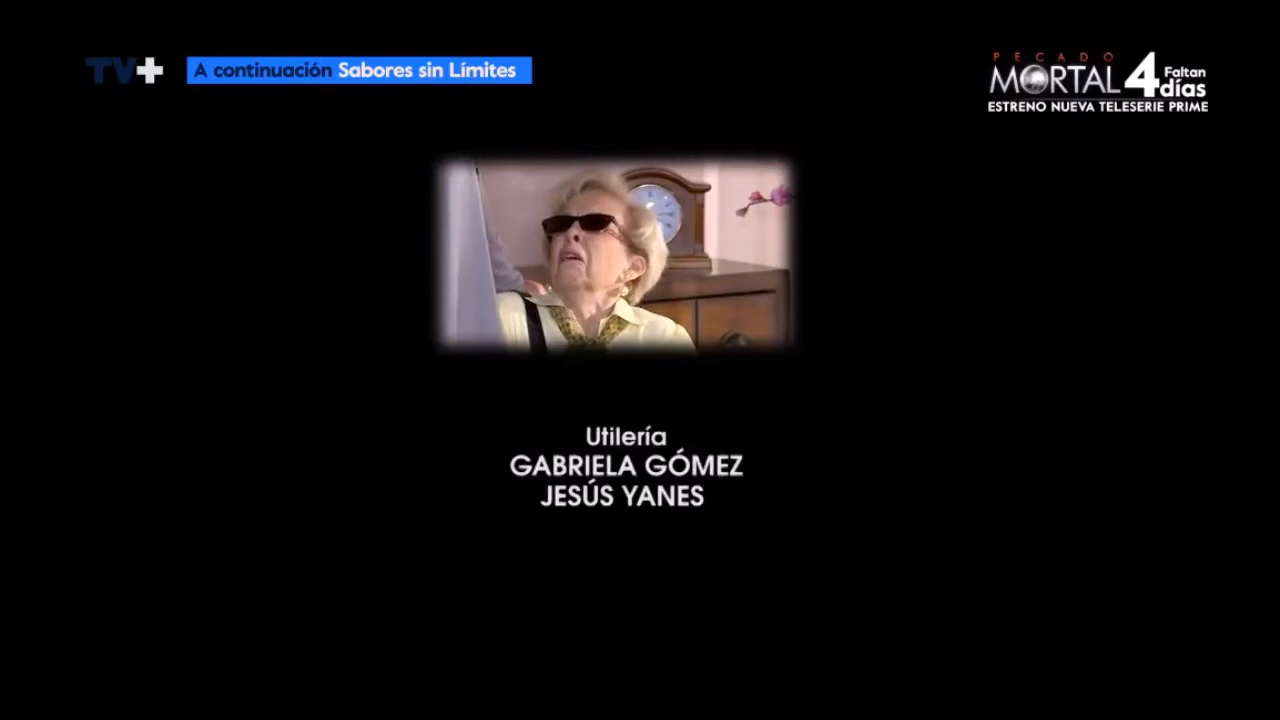 TV+
A continuación Sabores sin Límites
PECADO
MORTAL
4 Faltan días
ESTRENO NUEVA TELESERIE PRIME
Utilería
GABRIELA GÓMEZ
JESÚS YANES